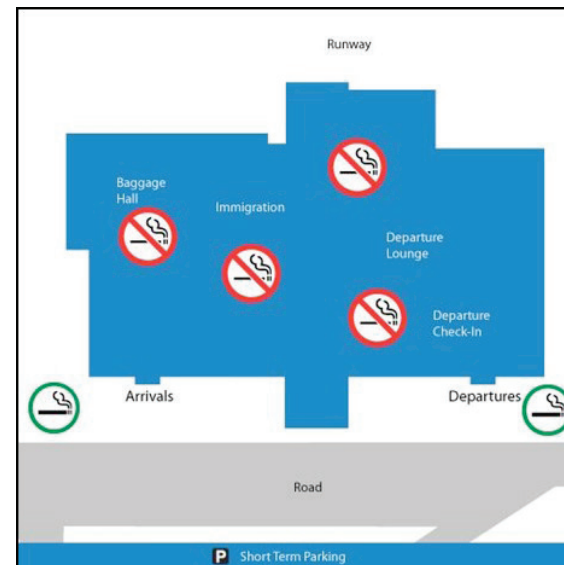 Runway
Baggage
Hall
Immigration
Departure
Lounge
Departure
Check-In
Arrivals
Departures
Road
P Short Term Parking